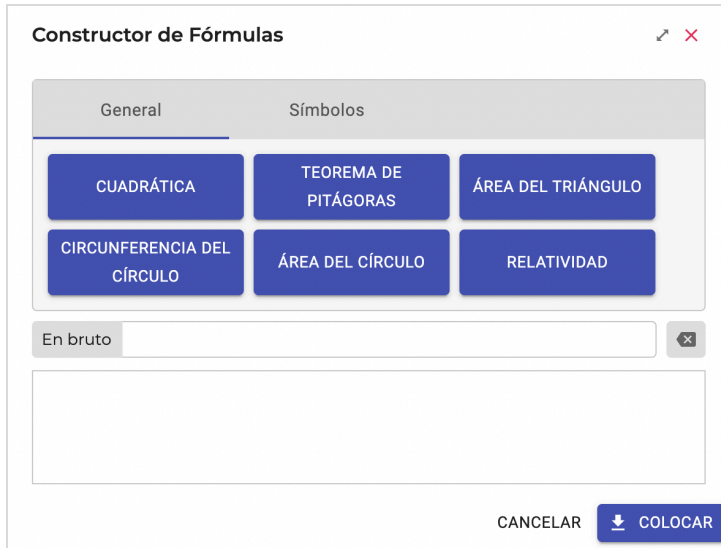 Constructor de Fórmulas
General
Símbolos
CUADRÁTICA
TEOREMA DE
PITÁGORAS
ÁREA DEL TRIÁNGULO
CIRCUNFERENCIA DEL
CÍRCULO
ÁREA DEL CÍRCULO
RELATIVIDAD
En bruto
CANCELAR
COLOCAR